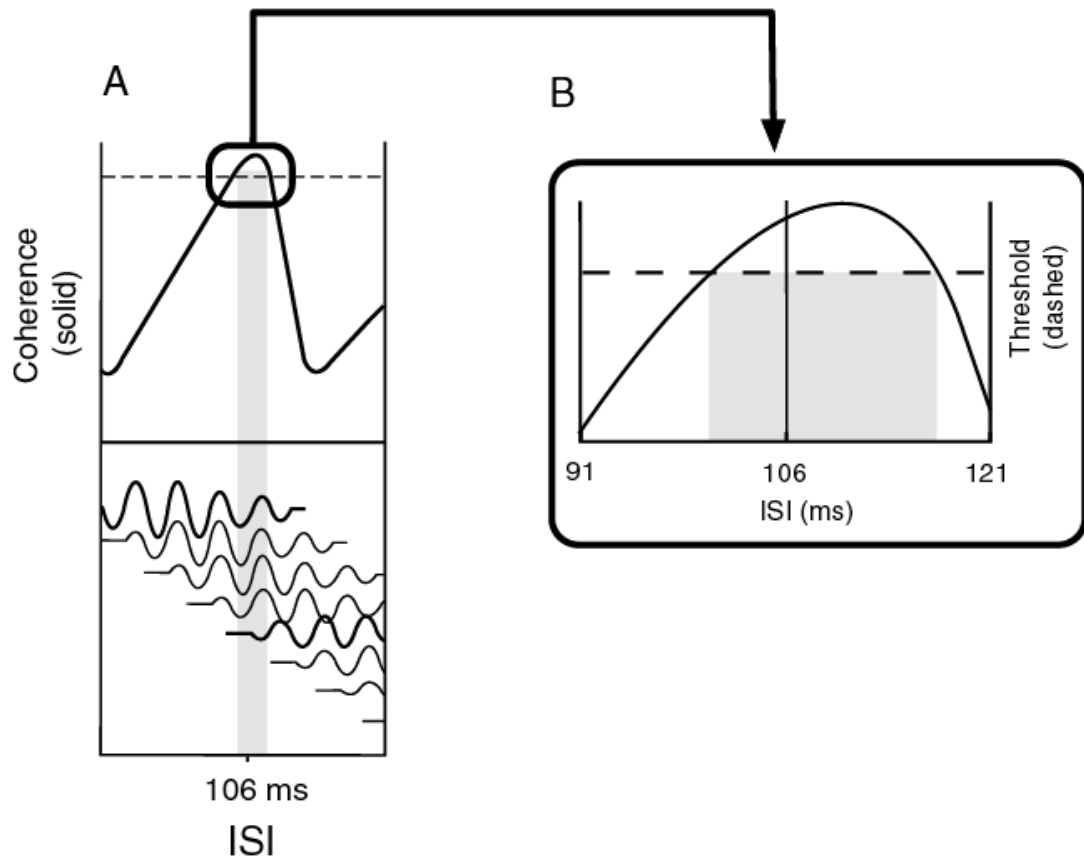 A
Coherence
(solid)
106 ms
ISI
B
Threshold
(dashed)
91
106
121
ISI (ms)